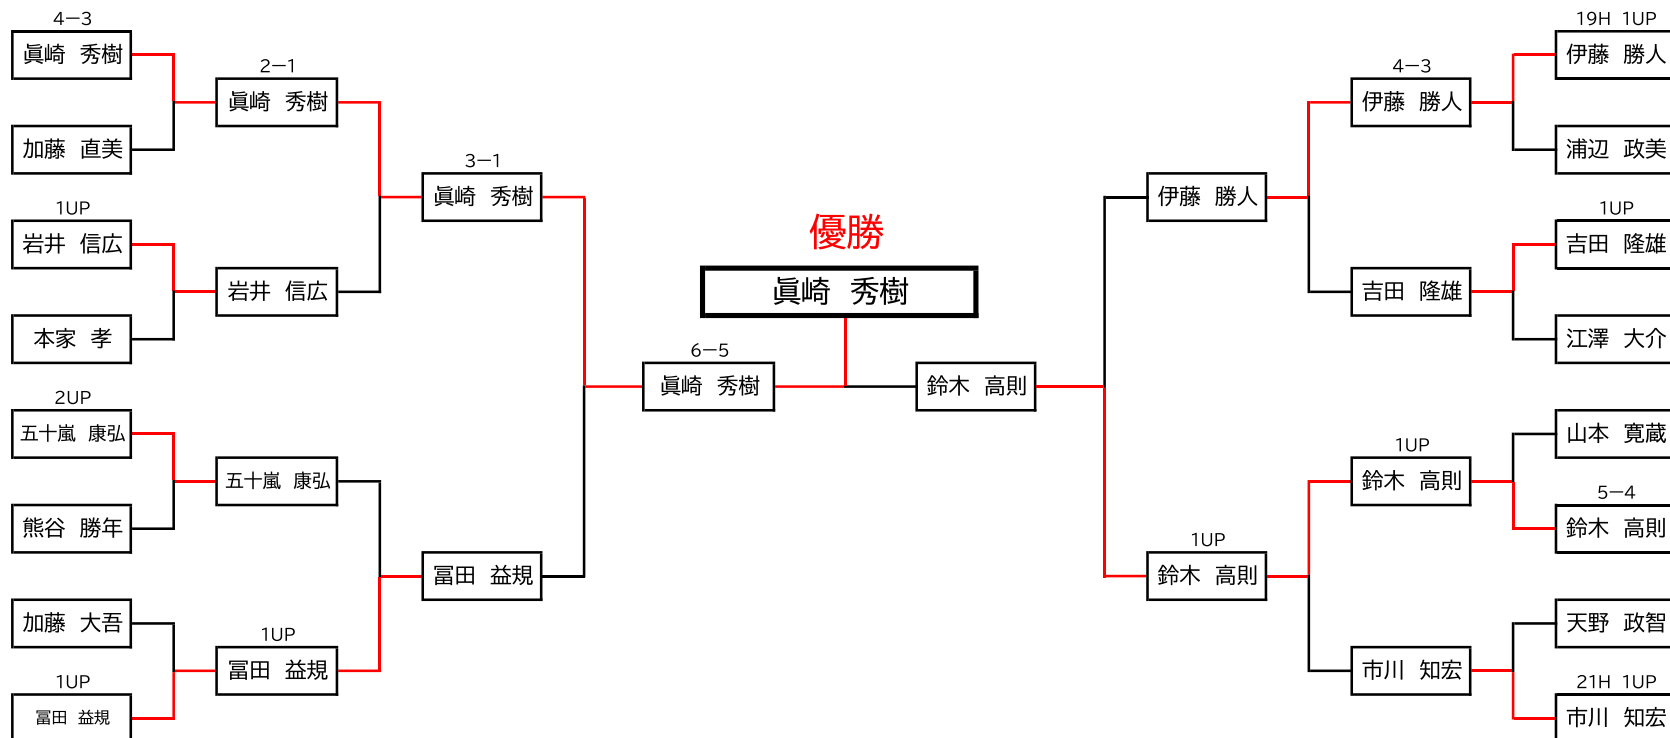 4－3
眞崎　秀樹
加藤　直美
1UP
岩井　信広
本家　孝
2UP
五十嵐　康弘
熊谷　勝年
加藤　大吾
1UP
冨田　益規
2－1
眞崎　秀樹
岩井　信広
五十嵐　康弘
1UP
冨田　益規
3－1
眞崎　秀樹
冨田　益規
6－5
眞崎　秀樹
優勝
眞崎　秀樹
鈴木　高則
伊藤　勝人
1UP
鈴木　高則
4－3
伊藤　勝人
吉田　隆雄
1UP
鈴木　高則
市川　知宏
19H 1UP
伊藤　勝人
浦辺　政美
1UP
吉田　隆雄
江澤　大介
山本　寛蔵
5－4
鈴木　高則
天野　政智
21H 1UP
市川　知宏